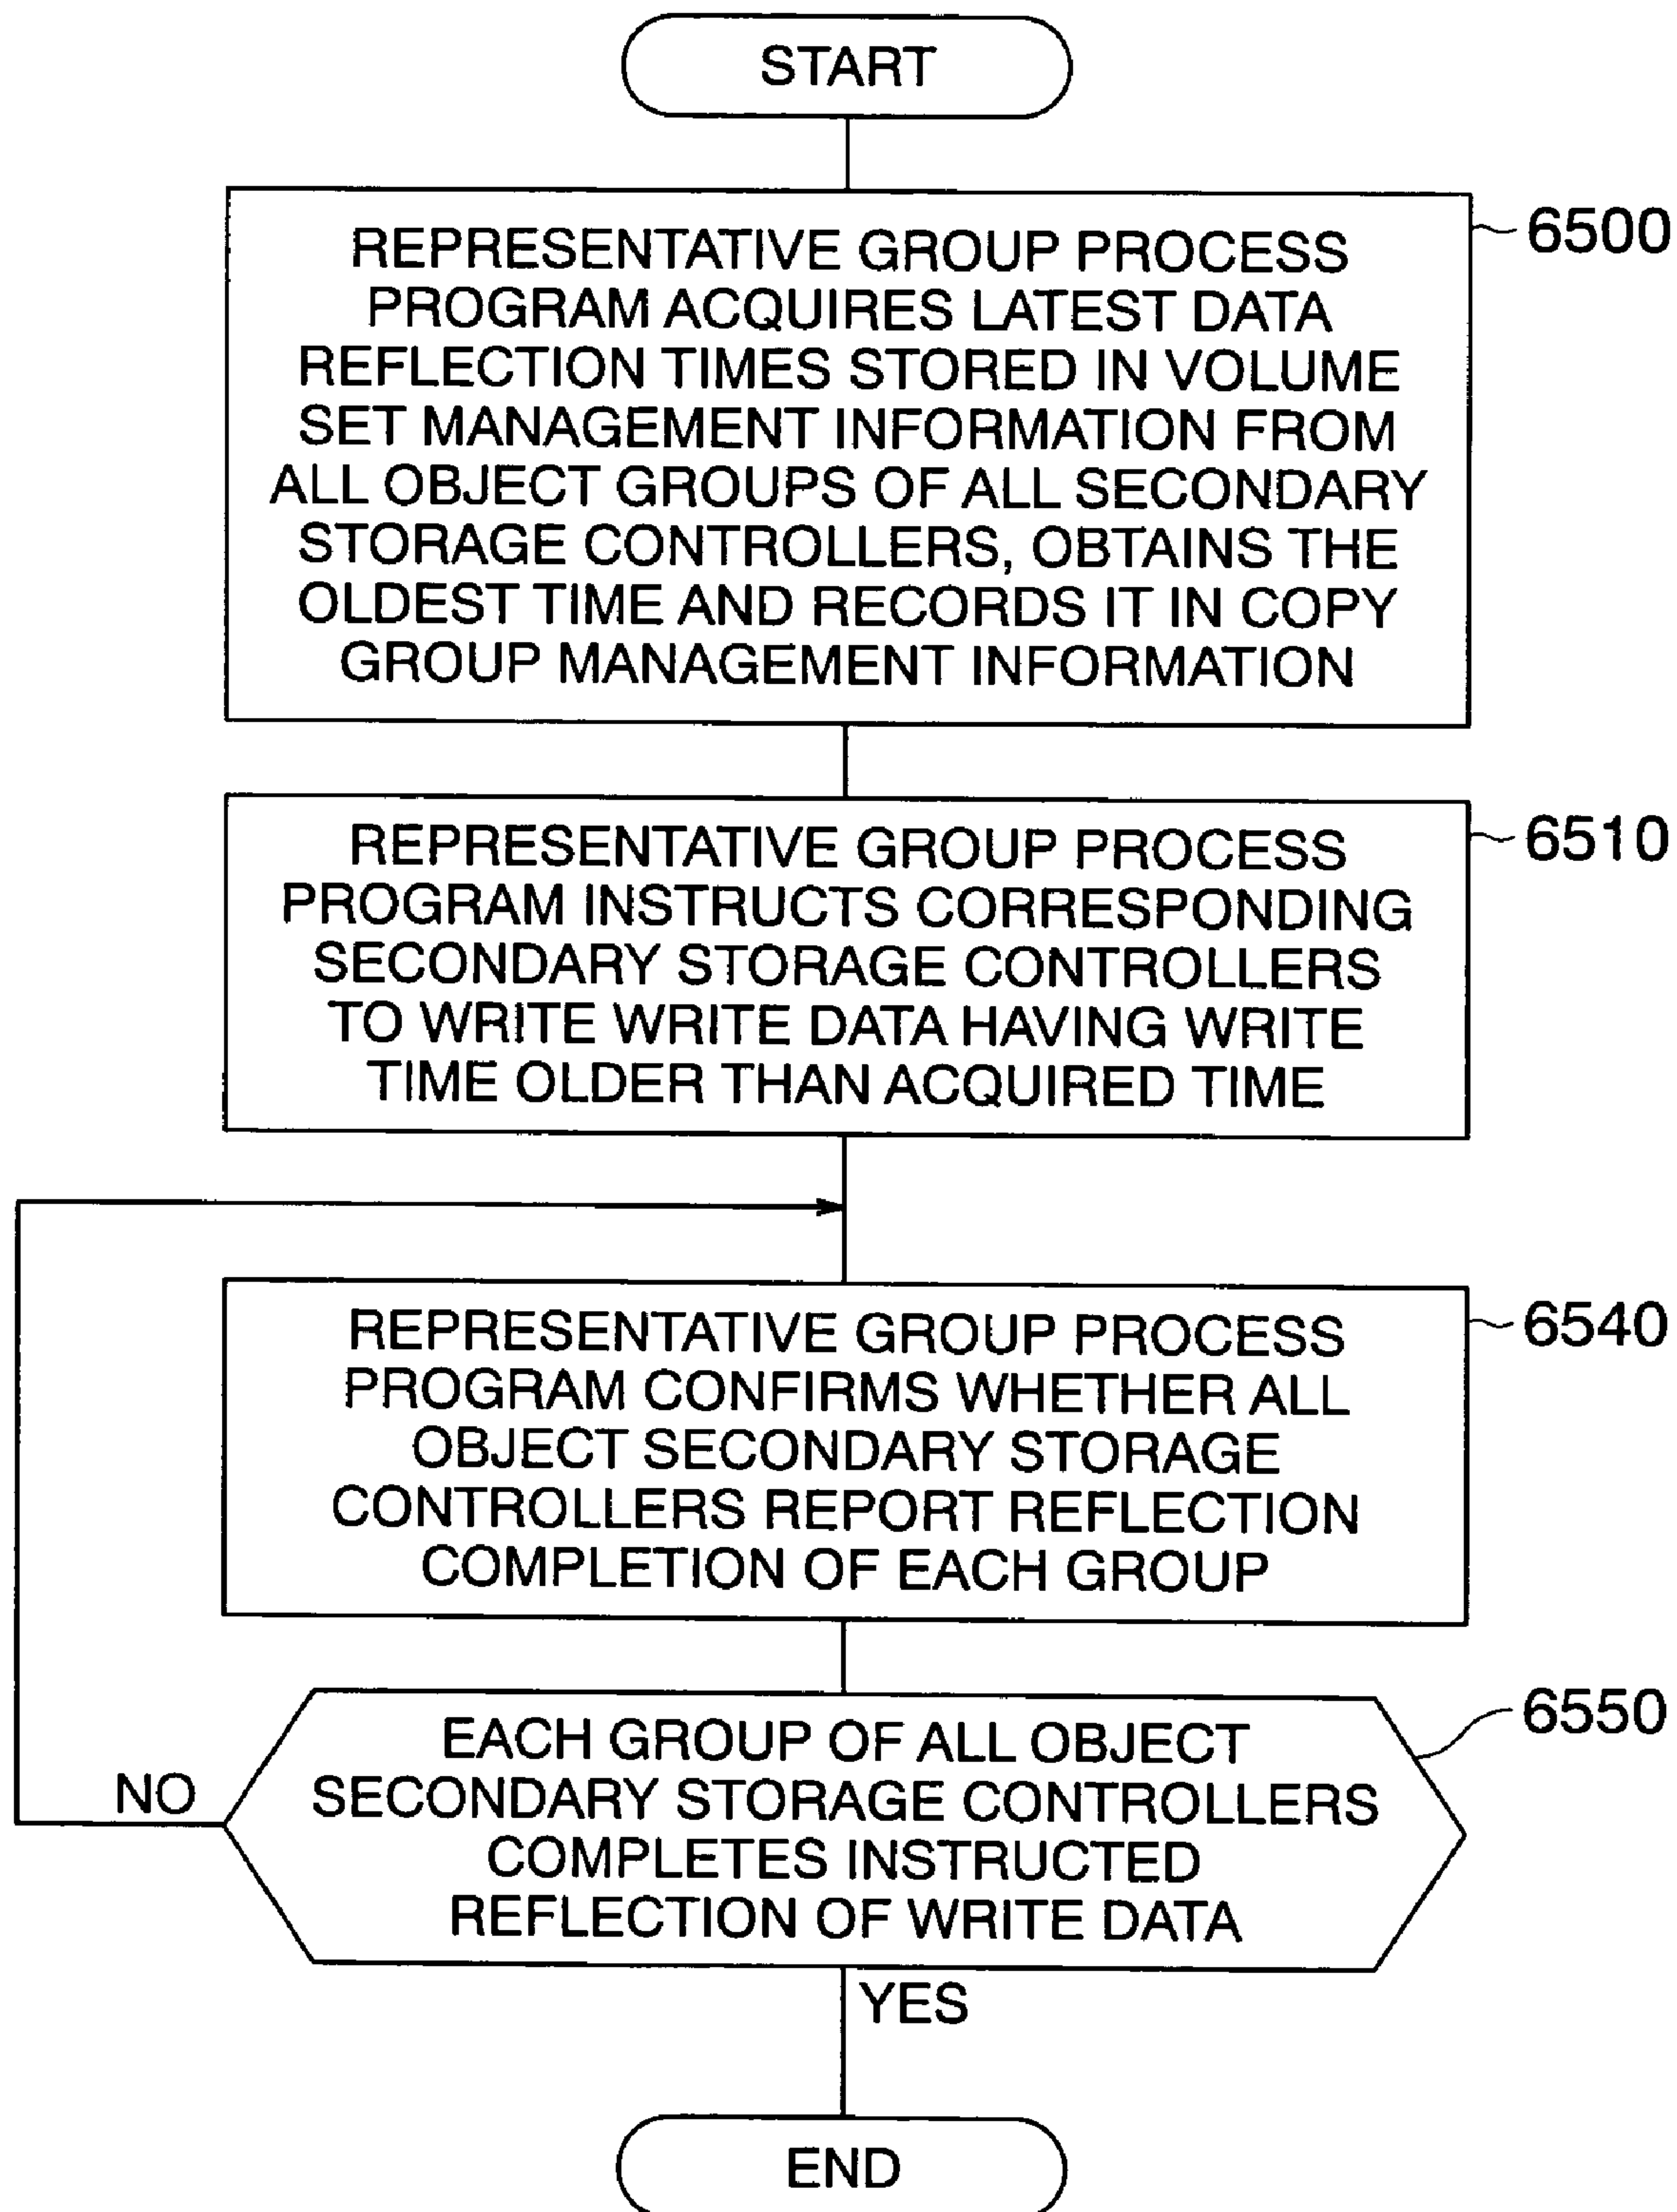 START
REPRESENTATIVE GROUP PROCESS
PROGRAM ACQUIRES LATEST DATA
REFLECTION TIMES STORED IN VOLUME
SET MANAGEMENT INFORMATION FROM
ALL OBJECT GROUPS OF ALL SECONDARY
STORAGE CONTROLLERS, OBTAINS THE
OLDEST TIME AND RECORDS IT IN COPY
GROUP MANAGEMENT INFORMATION
6500
REPRESENTATIVE GROUP PROCESS
PROGRAM INSTRUCTS CORRESPONDING
SECONDARY STORAGE CONTROLLERS
TO WRITE WRITE DATA HAVING WRITE
TIME OLDER THAN ACQUIRED TIME
6510
REPRESENTATIVE GROUP PROCESS
PROGRAM CONFIRMS WHETHER ALL
OBJECT SECONDARY STORAGE
CONTROLLERS REPORT REFLECTION
COMPLETION OF EACH GROUP
6540
EACH GROUP OF ALL OBJECT
SECONDARY STORAGE CONTROLLERS
COMPLETES INSTRUCTED
REFLECTION OF WRITE DATA
6550
NO
YES
END